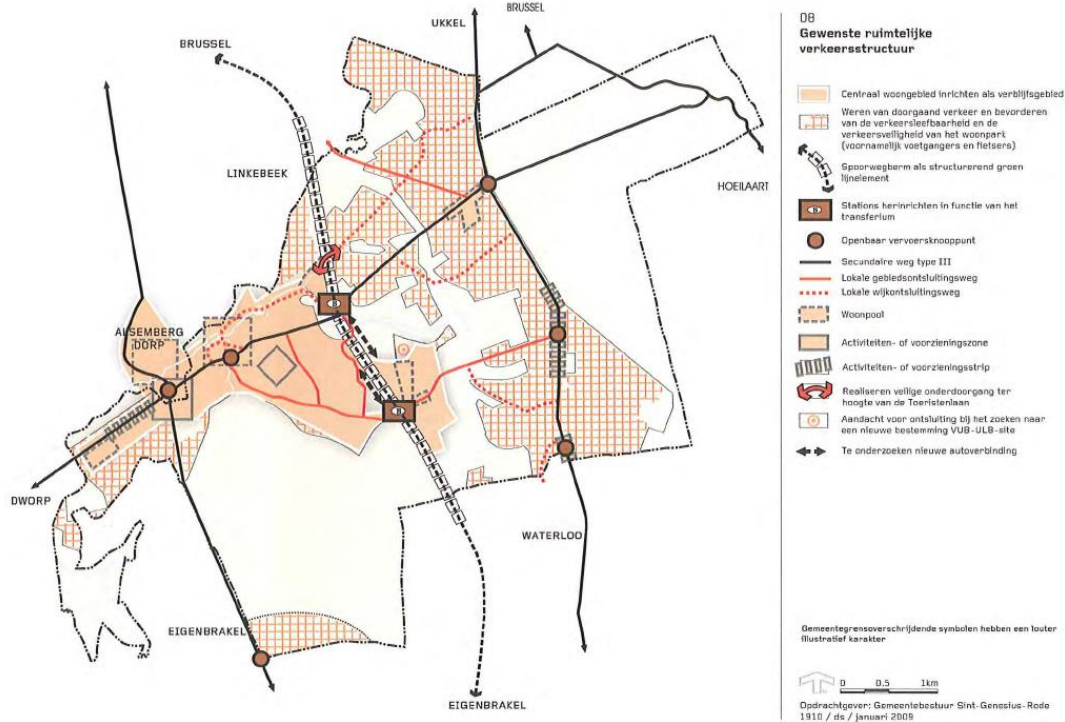 BRUSSEL
UKKEL
BRUSSEL
LINKEBEEK
HOEILAART
ALSEMBERG
DORP
DWORP
WATERLOO
EIGENBRAKEL
EIGENBRAKEL
08
Gewenste ruimtelijke
verkeersstructuur
Centraal woongebied inrichten als verblijfsgebied
Weren van doorgaand verkeer en bevorderen
van de verkeersleefbaarheid en de
verkeersveiligheid van het woonpark
(voornamelijk voetgangers en fietsers)
Spoorwegberm als structurerend groen
lijnelement
Stations herinrichten in functie van het
transferium
Openbaar vervoersknooppunt
Secundaire weg type III
Lokale gebiedsontsluitingsweg
Lokale wijkontsluitingsweg
Woonpool
Activiteiten- of voorzieningszone
Activiteiten- of voorzieningsstrip
Realiseren veilige onderdoorgang ter
hoogte van de Toeristenlaan
Aandacht voor ontsluiting bij het zoeken naar
een nieuwe bestemming VUB-ULB-site
Te onderzoeken nieuwe autoverbinding
Gemeentegrensoverschrijdende symbolen hebben een louter
illustratief karakter
0 0.5 1km
Opdrachtgever: Gemeentebestuur Sint-Genesius-Rode
1910 / ds / januari 2009